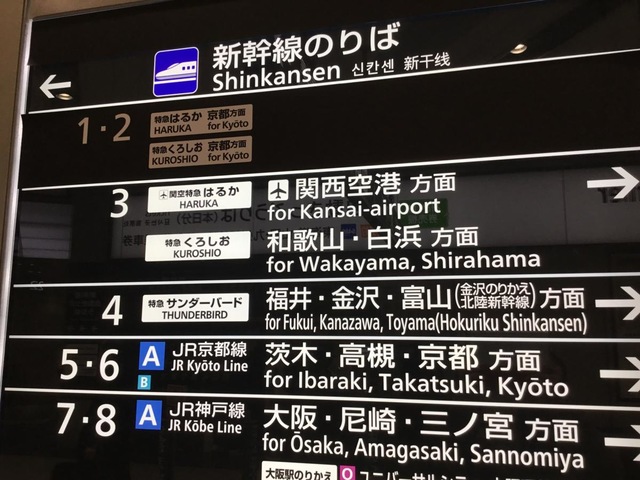 新幹線のりば
Shinkansen 신칸센 新干线
1・2 特急はるか 京都方面
HARUKA for Kyōto
特急くろしお 京都方面
KUROSHIO for Kyōto
3 関空特急はるか 関西空港 方面
HARUKA for Kansai-airport
特急くろしお 和歌山・白浜 方面
KUROSHIO for Wakayama, Shirahama
4 特急サンダーバード 福井・金沢・富山(金沢のりかえ 北陸新幹線) 方面
THUNDERBIRD for Fukui, Kanazawa, Toyama(Hokuriku Shinkansen)
5・6 A JR京都線 茨木・高槻・京都 方面
B JR Kyōto Line for Ibaraki, Takatsuki, Kyōto
7・8 A JR神戸線 大阪・尼崎・三ノ宮 方面
JR Kōbe Line for Ōsaka, Amagasaki, Sannomiya
大阪駅のりかえ O ユニバーサル